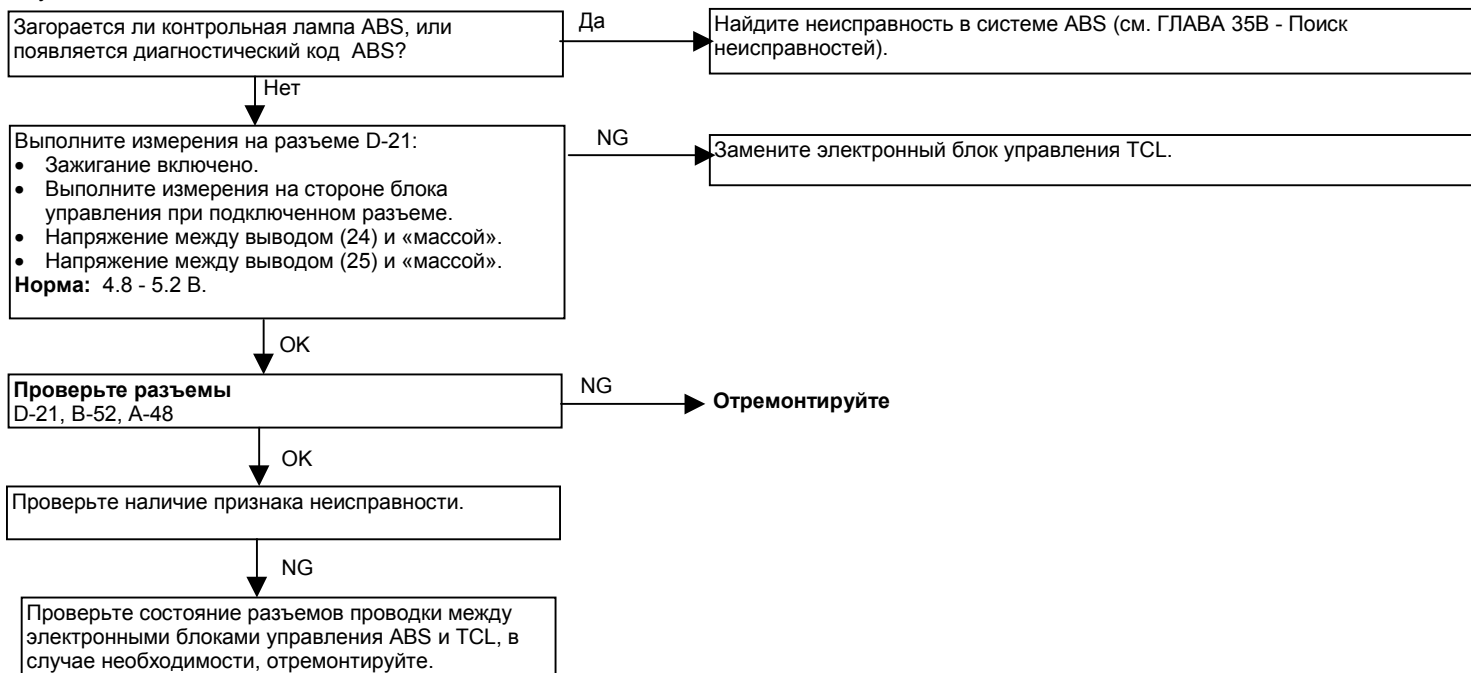 Загорается ли контрольная лампа ABS, или
появляется диагностический код ABS?
Да
Найдите неисправность в системе ABS (см. ГЛАВА 35B - Поиск
неисправностей).
Нет
Выполните измерения на разъеме D-21:
• Зажигание включено.
• Выполните измерения на стороне блока
управления при подключенном разъеме.
• Напряжение между выводом (24) и «массой».
• Напряжение между выводом (25) и «массой».
Норма: 4.8 - 5.2 В.
NG
Замените электронный блок управления TCL.
OK
Проверьте разъемы
D-21, B-52, A-48
NG
Отремонтируйте
OK
Проверьте наличие признака неисправности.
NG
Проверьте состояние разъемов проводки между
электронными блоками управления ABS и TCL, в
случае необходимости, отремонтируйте.